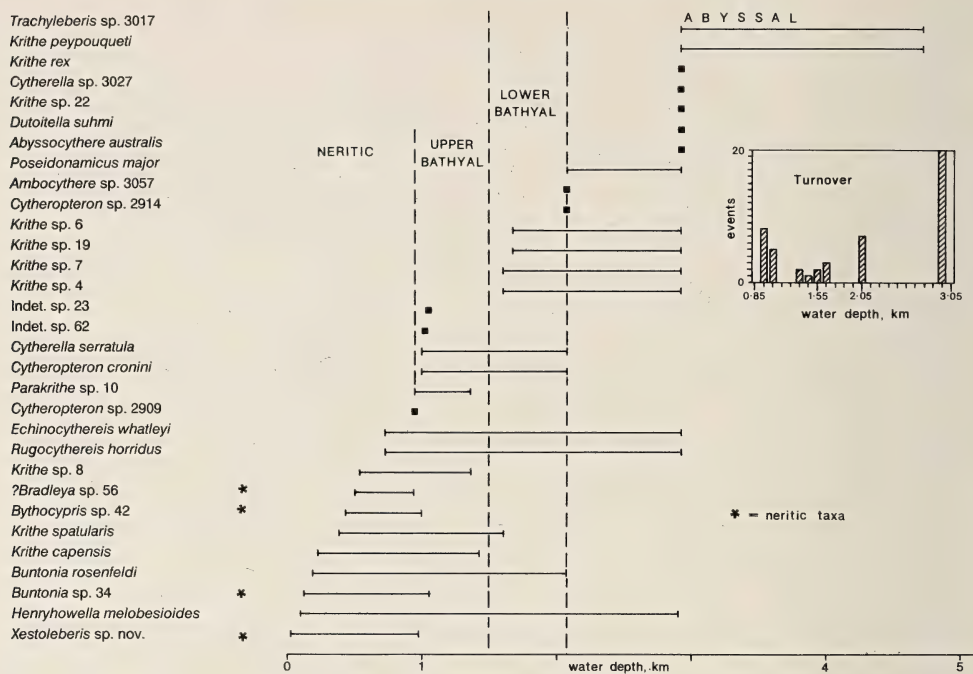 Trachyleberis sp. 3017
Krithe peypouqueti
Krithe rex
Cytherella sp. 3027
Krithe sp. 22
Dutoitella suhmi
Abyssocythere australis
Poseidonamicus major
Ambocythere sp. 3057
Cytheropteron sp. 2914
Krithe sp. 6
Krithe sp. 19
Krithe sp. 7
Krithe sp. 4
Indet. sp. 23
Indet. sp. 62
Cytherella serratula
Cytheropteron cronini
Parakrithe sp. 10
Cytheropteron sp. 2909
Echinocythereis whatleyi
Rugocythereis horridus
Krithe sp. 8
?Bradleya sp. 56 *
Bythocypris sp. 42 *
Krithe spatularis
Krithe capensis
Buntonia rosenfeldi
Buntonia sp. 34 *
Henryhowella melobesioides
Xestoleberis sp. nov. *
NERITIC
UPPER
BATHYAL
LOWER
BATHYAL
ABYSSAL
20
Turnover
events
0
0·85 1·55 2·05 3·05
water depth, km
* = neritic taxa
0 1 water depth, km 4 5